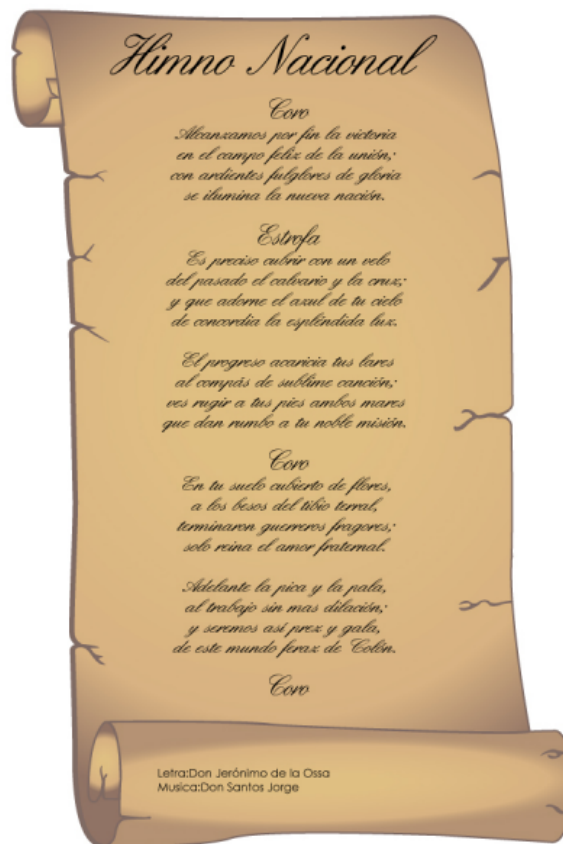 Himno Nacional
Coro
Alcanzamos por fin la victoria
en el campo feliz de la unión;
con ardientes fulglores de gloria
se ilumina la nueva nación.
Estrofa
Es preciso cubrir con un velo
del pasado el calvario y la cruz;
y que adorne el azul de tu cielo
de concordia la espléndida luz.
El progreso acaricia tus lares
al compás de sublime canción;
ves rugir a tus pies ambos mares
que dan rumbo a tu noble misión.
Coro
En tu suelo cubierto de flores,
a los besos del tibio terral,
terminaron guerreros fragores;
solo reina el amor fraternal.
Adelante la pica y la pala,
al trabajo sin mas dilación;
y seremos así prez y gala,
de este mundo feraz de Colón.
Coro
Letra:Don Jerónimo de la Ossa
Musica:Don Santos Jorge